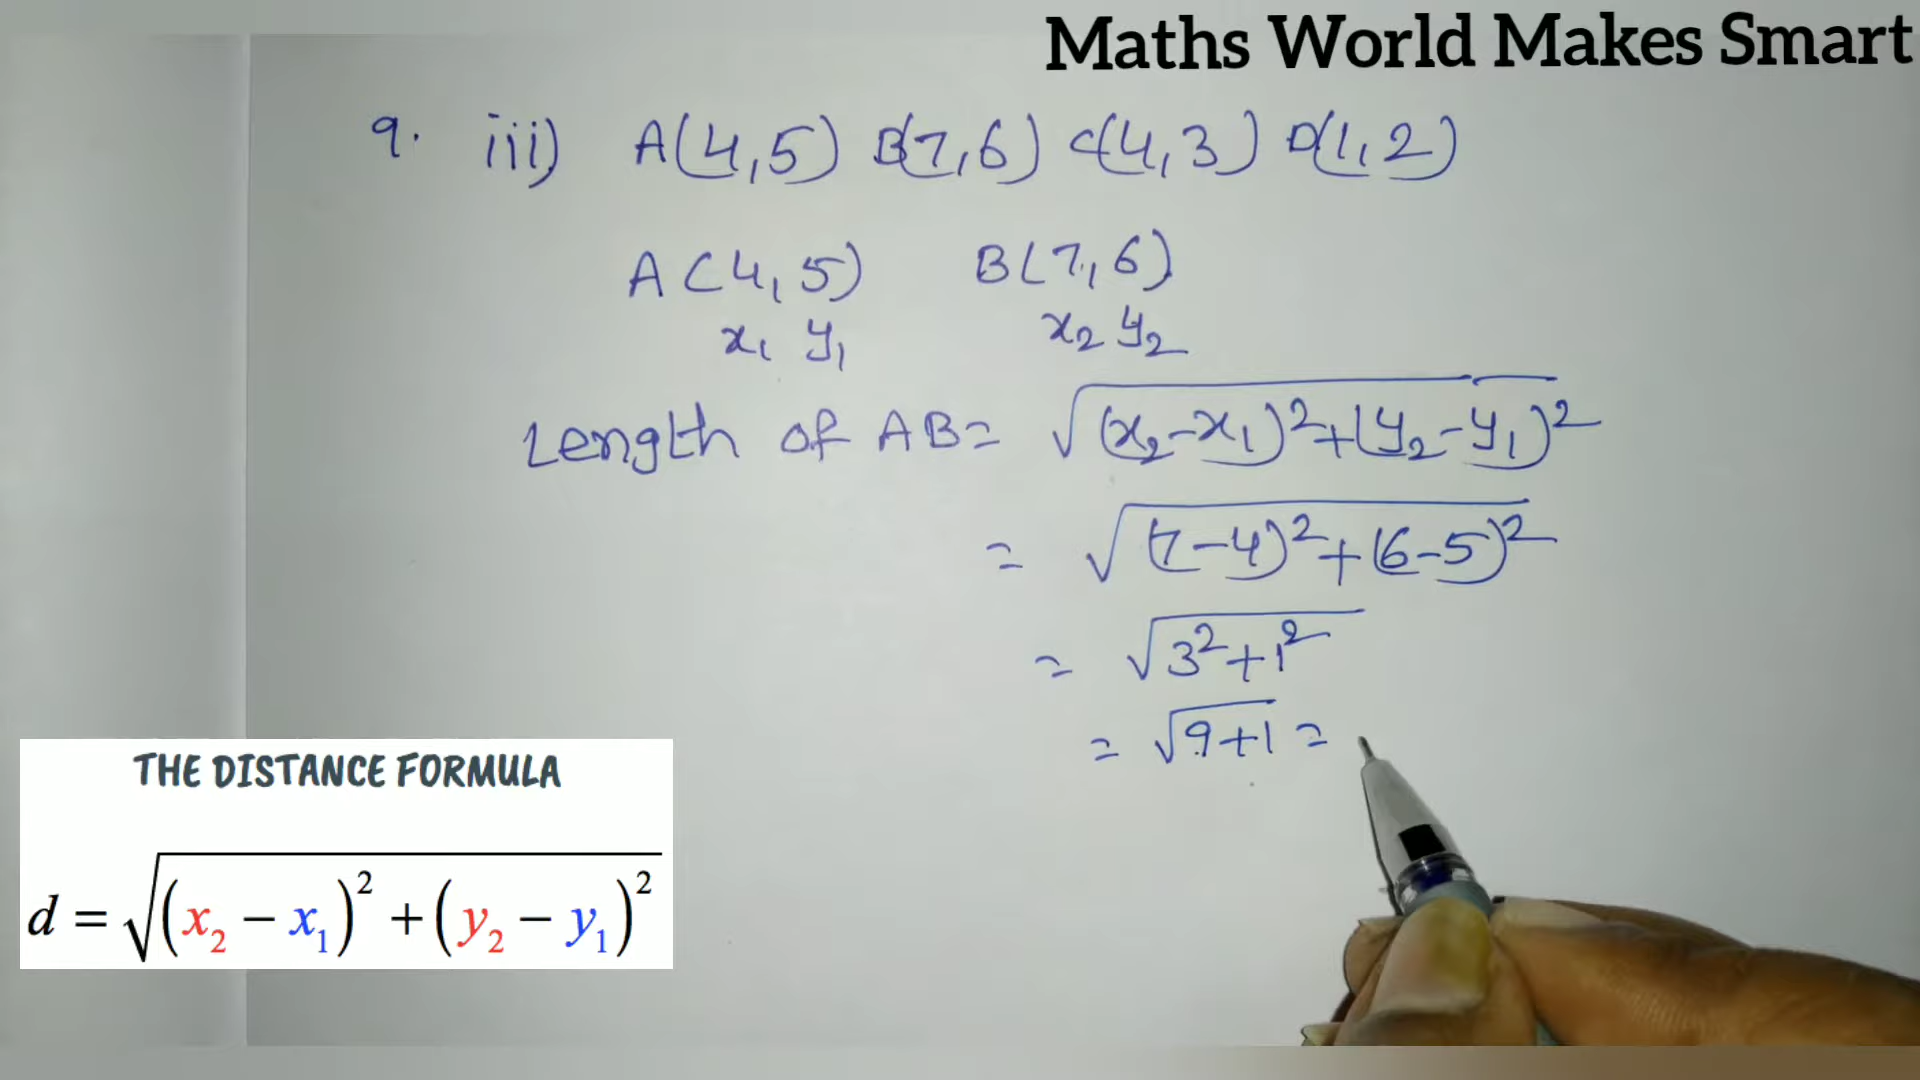 Maths World Makes Smart
9. iii) A(4,5) B(7,6) C(4,3) D(1,2)
A(4,5) B(7,6)
x₁ y₁ x₂ y₂
Length of AB = √(x₂-x₁)²+(y₂-y₁)²
= √(7-4)²+(6-5)²
= √3²+1²
= √9+1 =
THE DISTANCE FORMULA
d = √(x₂ − x₁)² + (y₂ − y₁)²